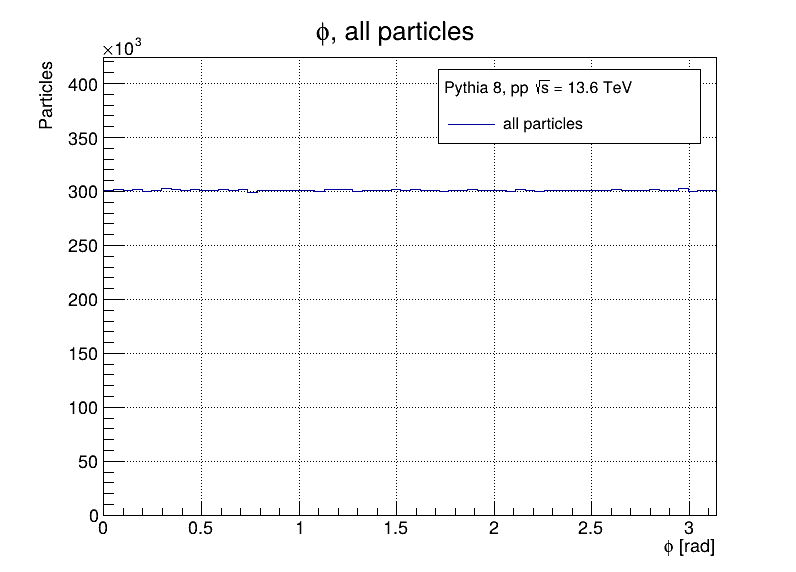 ϕ, all particles
×10³
Particles
400
350
300
250
200
150
100
50
0
Pythia 8, pp √s = 13.6 TeV
all particles
0 0.5 1 1.5 2 2.5 3
ϕ [rad]